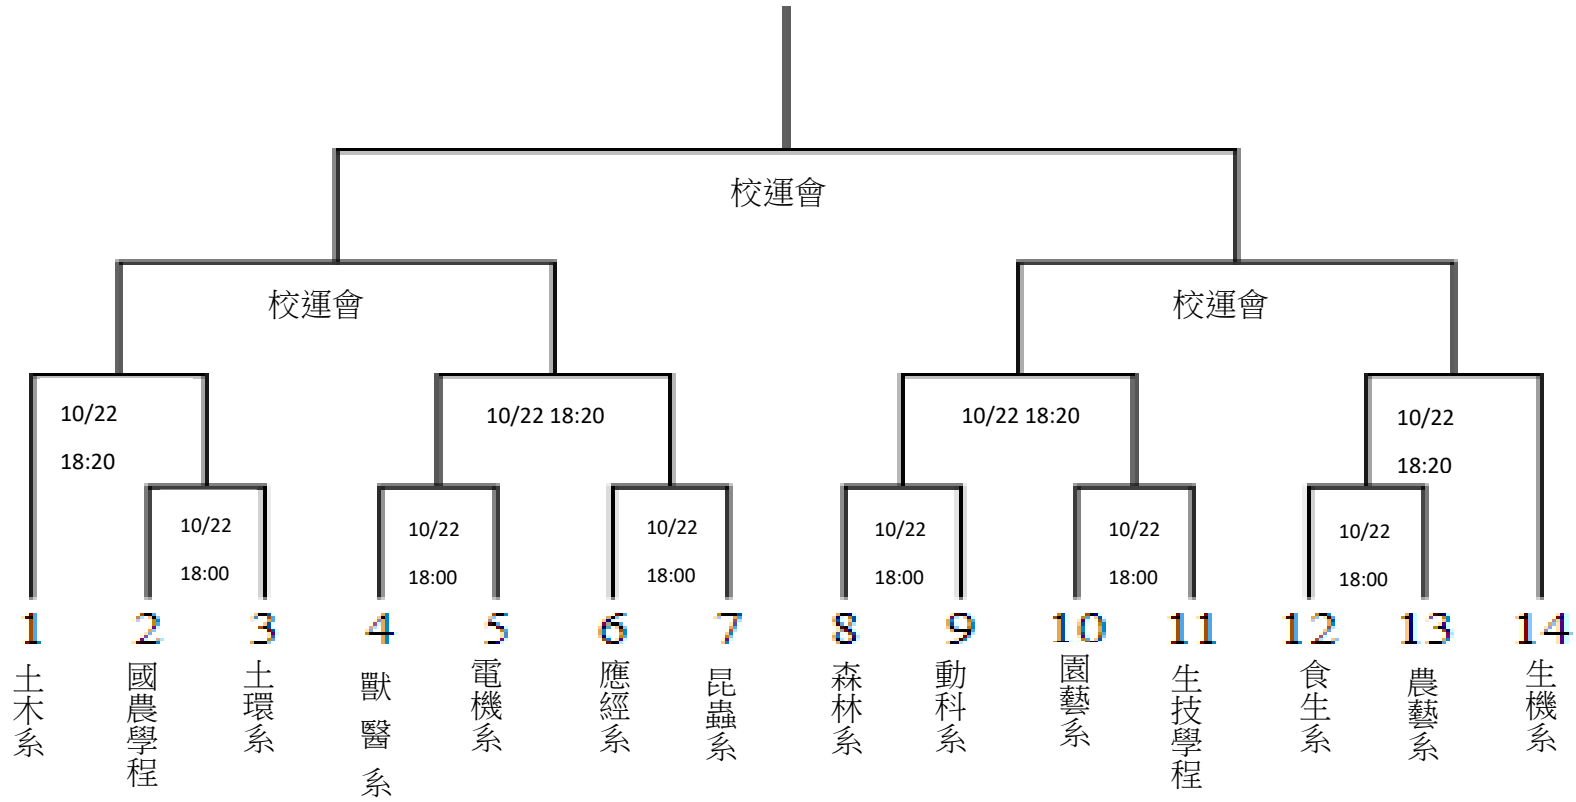 校運會
校運會
校運會
10/22
18:20
10/22 18:20
10/22 18:20
10/22
18:20
10/22
18:00
10/22
18:00
10/22
18:00
10/22
18:00
10/22
18:00
10/22
18:00
1
2
3
4
5
6
7
8
9
10
11
12
13
14
土木系
國農學程
土環系
獸醫系
電機系
應經系
昆蟲系
森林系
動科系
園藝系
生技學程
食生系
農藝系
生機系